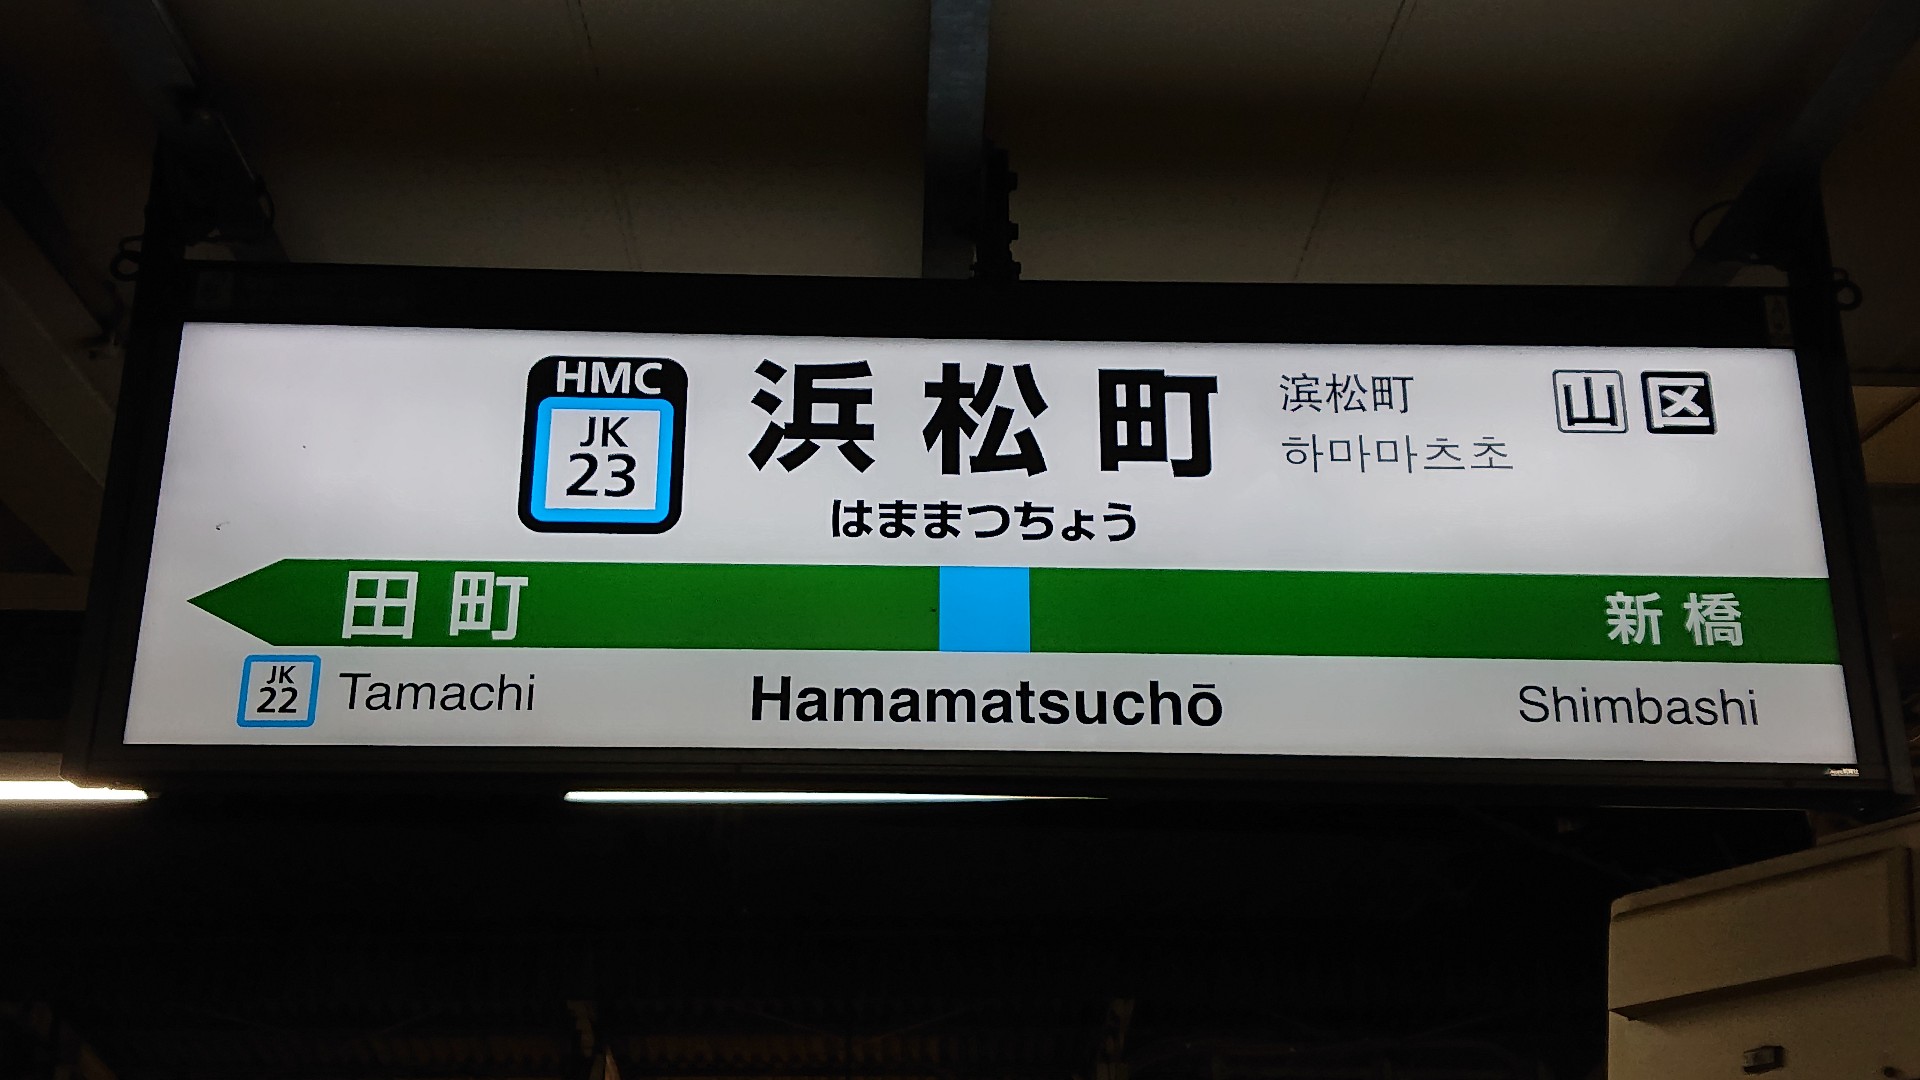 HMC
JK
23
浜松町
はままつちょう
滨松町
하마마츠초
山 区
田町
新橋
JK
22
Tamachi
Hamamatsuchō
Shimbashi